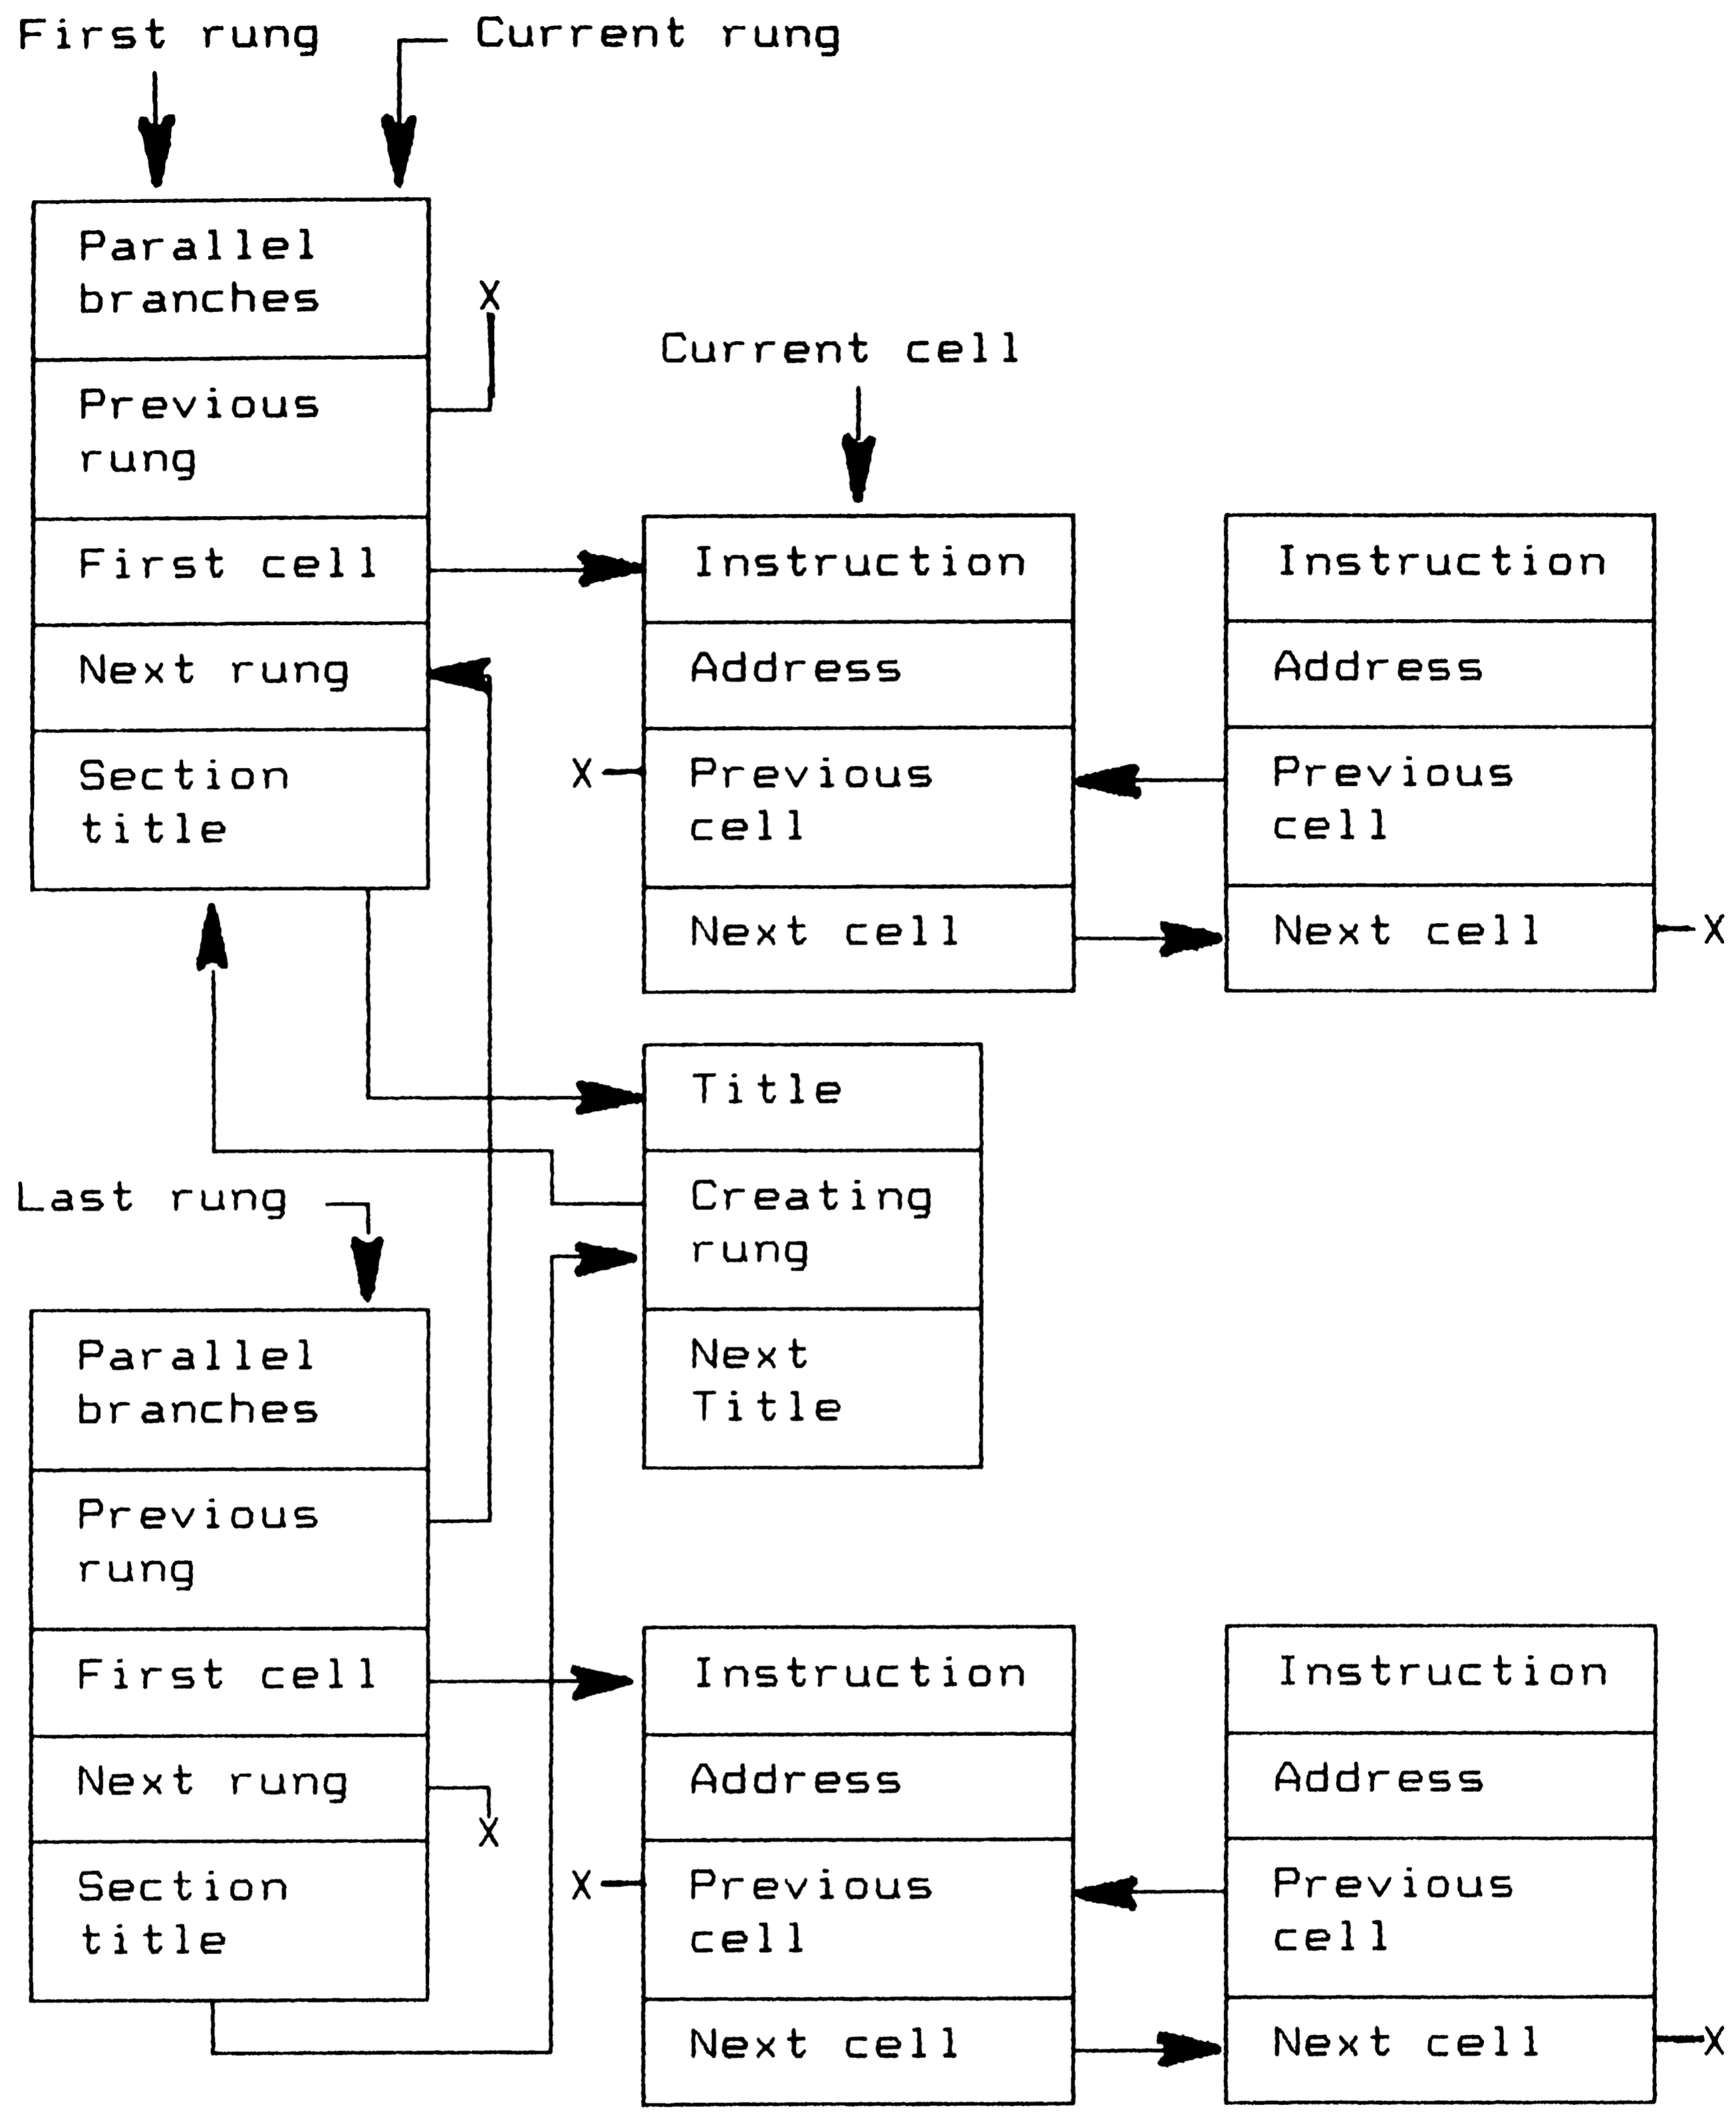 First rung
Current rung
Parallel
branches
X
Previous
rung
First cell
Next rung
Section
title
Current cell
Instruction
Address
X
Previous
cell
Next cell
Instruction
Address
Previous
cell
Next cell
X
Title
Creating
rung
Next
Title
Last rung
Parallel
branches
Previous
rung
First cell
Next rung
X
Section
title
Instruction
Address
X
Previous
cell
Next cell
Instruction
Address
Previous
cell
Next cell
X